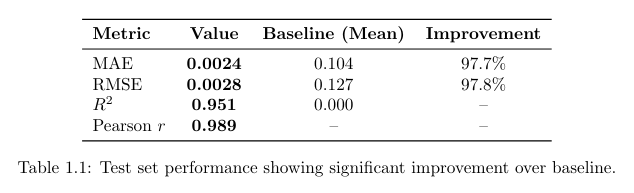 Metric Value Baseline (Mean) Improvement
MAE 0.0024 0.104 97.7%
RMSE 0.0028 0.127 97.8%
R² 0.951 0.000 –
Pearson r 0.989 – –
Table 1.1: Test set performance showing significant improvement over baseline.